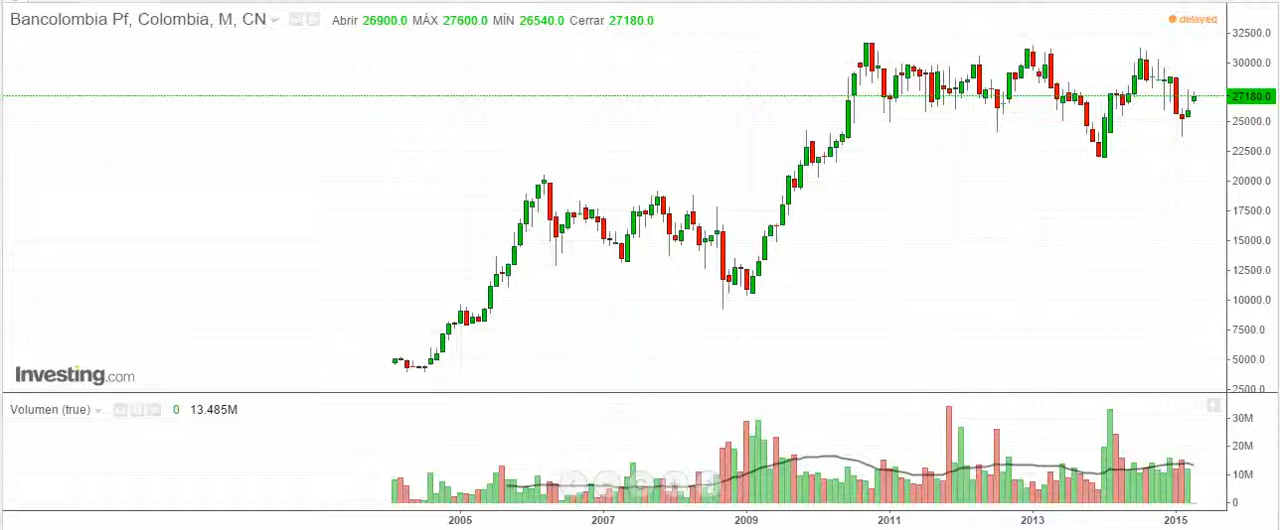 Bancolombia Pf, Colombia, M, CN Abrir 26900.0 MÁX 27600.0 MÍN 26540.0 Cerrar 27180.0
delayed
32500.0
30000.0
27180.0
25000.0
22500.0
20000.0
17500.0
15000.0
12500.0
10000.0
7500.0
5000.0
2500.0
Investing.com
Volumen (true) 0 13.485M
30M
20M
10M
0
2005 2007 2009 2011 2013 2015